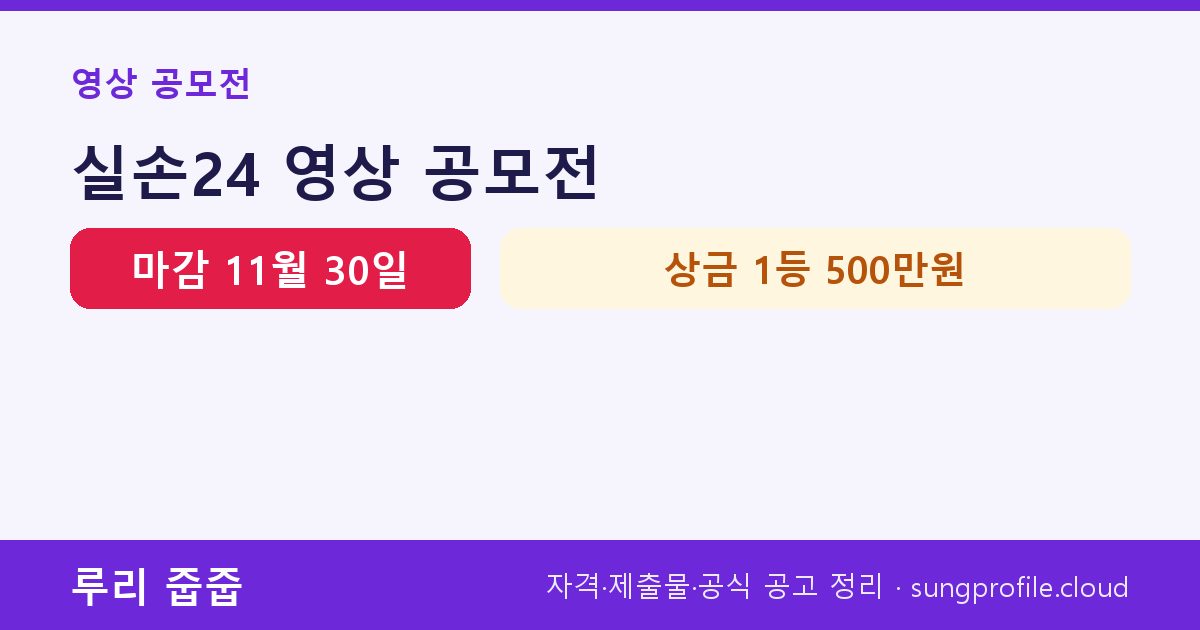 영상 공모전
실손24 영상 공모전
마감 11월 30일
상금 1등 500만원
루리 줍줍
자격·제출물·공식 공고 정리 · sungprofile.cloud